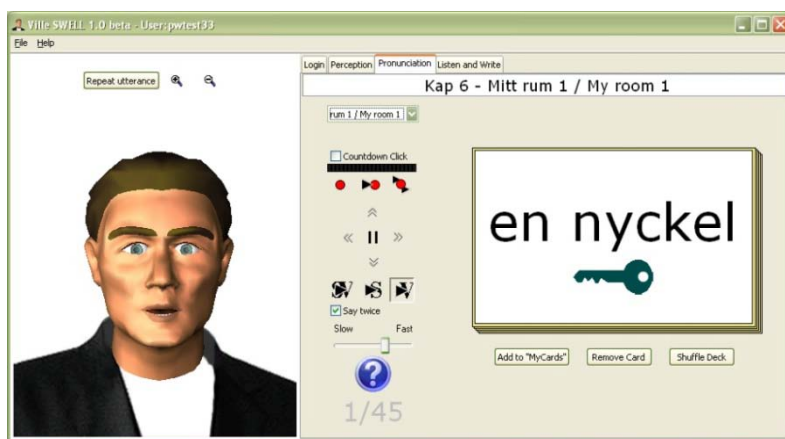 Ville SWELL 1.0 beta - User:pwtest33
File Help
Repeat utterance
Login Perception Pronunciation Listen and Write
Kap 6 - Mitt rum 1 / My room 1
rum 1 / My room 1
Countdown Click
en nyckel
SV S V
Say twice
Slow Fast
Add to "MyCards" Remove Card Shuffle Deck
?
1/45